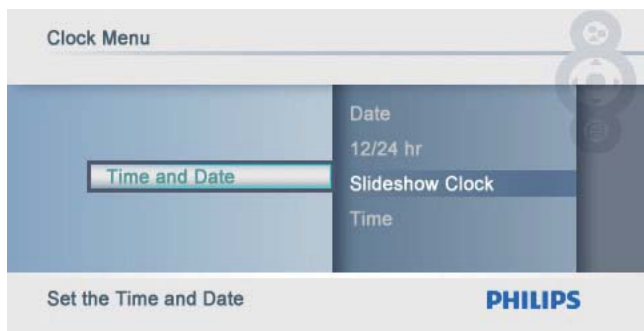 Clock Menu
Date
12/24 hr
Time and Date
Slideshow Clock
Time
Set the Time and Date
PHILIPS